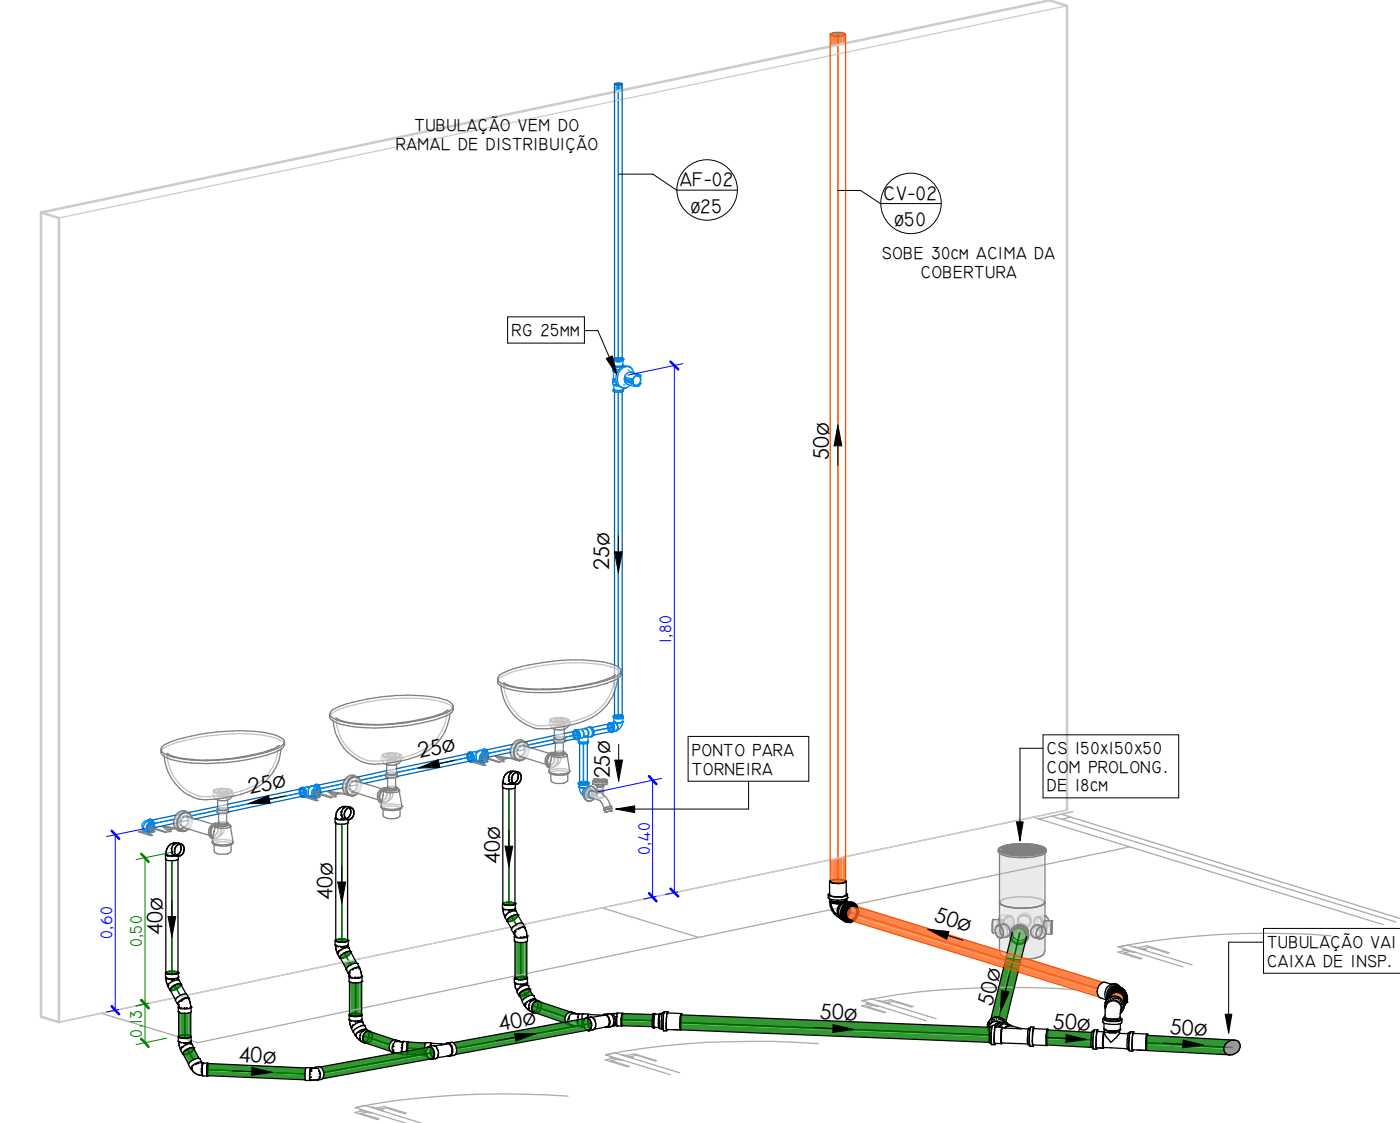 TUBULAÇÃO VEM DO
RAMAL DE DISTRIBUIÇÃO
AF-02
ø25
CV-02
ø50
SOBE 30CM ACIMA DA
COBERTURA
RG 25MM
50ø
25ø
1,80
25ø
25ø
25ø
PONTO PARA
TORNEIRA
CS 150x150x50
COM PROLONG.
DE 18CM
0,40
40ø
40ø
40ø
0,60
0,50
0,13
50ø
TUBULAÇÃO VAI
CAIXA DE INSP.
50ø
40ø
40ø
50ø
50ø
50ø